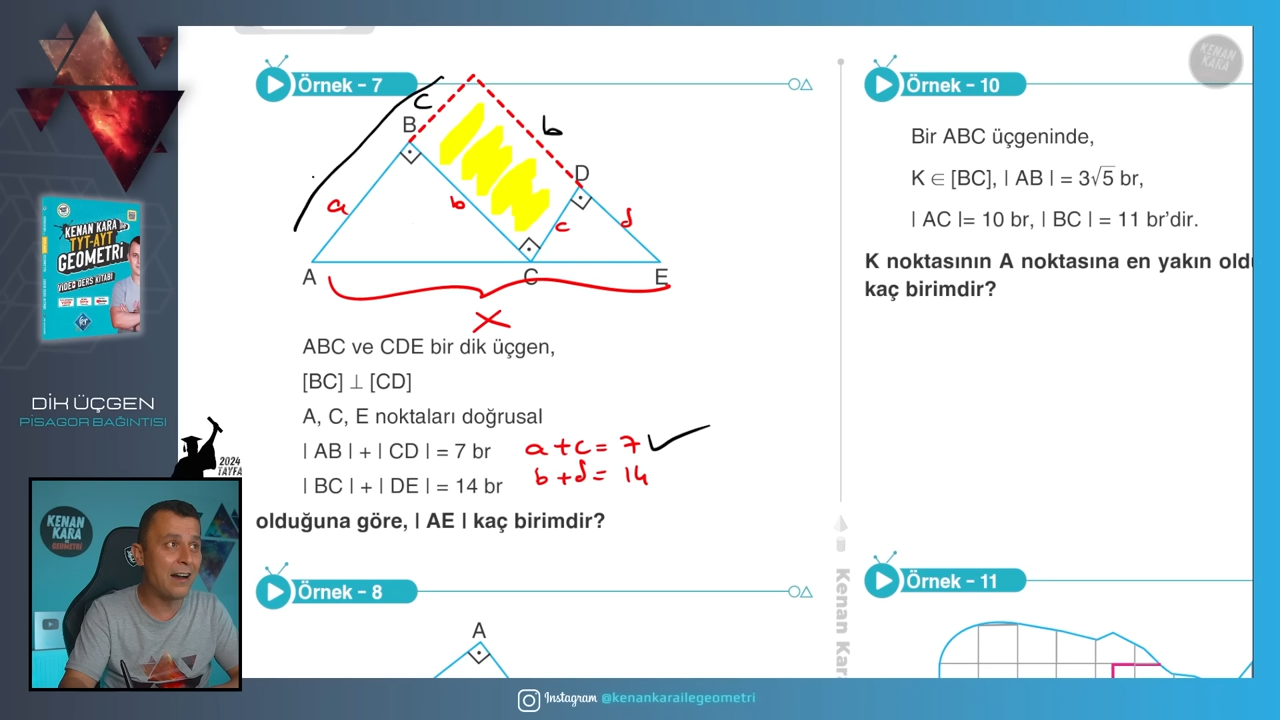 Örnek - 7
C
B
b
D
a
b
c
d
A
C
E
x
ABC ve CDE bir dik üçgen,
[BC] ⊥ [CD]
A, C, E noktaları doğrusal
| AB | + | CD | = 7 br
a + c = 7
| BC | + | DE | = 14 br
b + d = 14
olduğuna göre, | AE | kaç birimdir?
Örnek - 8
A
KENAN KARA
Örnek - 10
Bir ABC üçgeninde,
K ∈ [BC], | AB | = 3√5 br,
| AC |= 10 br, | BC | = 11 br'dir.
K noktasının A noktasına en yakın old
kaç birimdir?
Örnek - 11
Kenan Kar
KENAN KARA
TYT-AYT
GEOMETRİ
VİDEO DERS KİTABI
DİK ÜÇGEN
PİSAGOR BAĞINTISI
2024
TAYFA
KENAN
KARA
GEOMETRİ
Instagram @kenankarailegeometri